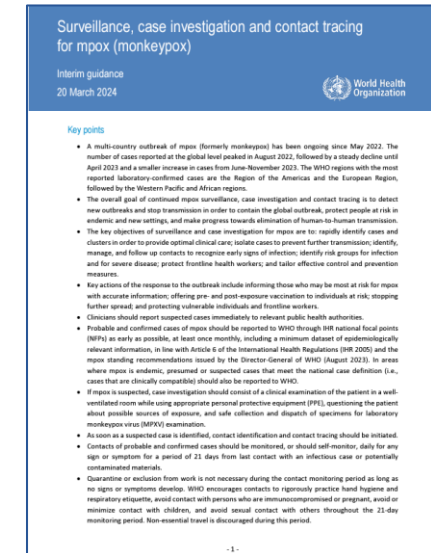 Surveillance, case investigation and contact tracing
for mpox (monkeypox)
Interim guidance
20 March 2024
World Health
Organization
Key points
• A multi-country outbreak of mpox (formerly monkeypox) has been ongoing since May 2022. The
number of cases reported at the global level peaked in August 2022, followed by a steady decline until
April 2023 and a smaller increase in cases from June-November 2023. The WHO regions with the most
reported laboratory-confirmed cases are the Region of the Americas and the European Region,
followed by the Western Pacific and African regions.
• The overall goal of continued mpox surveillance, case investigation and contact tracing is to detect
new outbreaks and stop transmission in order to contain the global outbreak, protect people at risk in
endemic and new settings, and make progress towards elimination of human-to-human transmission.
• The key objectives of surveillance and case investigation for mpox are to: rapidly identify cases and
clusters in order to provide optimal clinical care; isolate cases to prevent further transmission; identify,
manage, and follow up contacts to recognize early signs of infection; identify risk groups for infection
and for severe disease; protect frontline health workers; and tailor effective control and prevention
measures.
• Key actions of the response to the outbreak include informing those who may be most at risk for mpox
with accurate information; offering pre- and post-exposure vaccination to individuals at risk; stopping
further spread; and protecting vulnerable individuals and frontline workers.
• Clinicians should report suspected cases immediately to relevant public health authorities.
• Probable and confirmed cases of mpox should be reported to WHO through IHR national focal points
(NFPs) as early as possible, at least once monthly, including a minimum dataset of epidemiologically
relevant information, in line with Article 6 of the International Health Regulations (IHR 2005) and the
mpox standing recommendations issued by the Director-General of WHO (August 2023). In areas
where mpox is endemic, presumed or suspected cases that meet the national case definition (i.e.,
cases that are clinically compatible) should also be reported to WHO.
• If mpox is suspected, case investigation should consist of a clinical examination of the patient in a well-
ventilated room while using appropriate personal protective equipment (PPE), questioning the patient
about possible sources of exposure, and safe collection and dispatch of specimens for laboratory
monkeypox virus (MPXV) examination.
• As soon as a suspected case is identified, contact identification and contact tracing should be initiated.
• Contacts of probable and confirmed cases should be monitored, or should self-monitor, daily for any
sign or symptom for a period of 21 days from last contact with an infectious case or potentially
contaminated materials.
• Quarantine or exclusion from work is not necessary during the contact monitoring period as long as
no signs or symptoms develop. WHO encourages contacts to rigorously practice hand hygiene and
respiratory etiquette, avoid contact with persons who are immunocompromised or pregnant, avoid or
minimize contact with children, and avoid sexual contact with others throughout the 21-day
monitoring period. Non-essential travel is discouraged during this period.
- 1 -